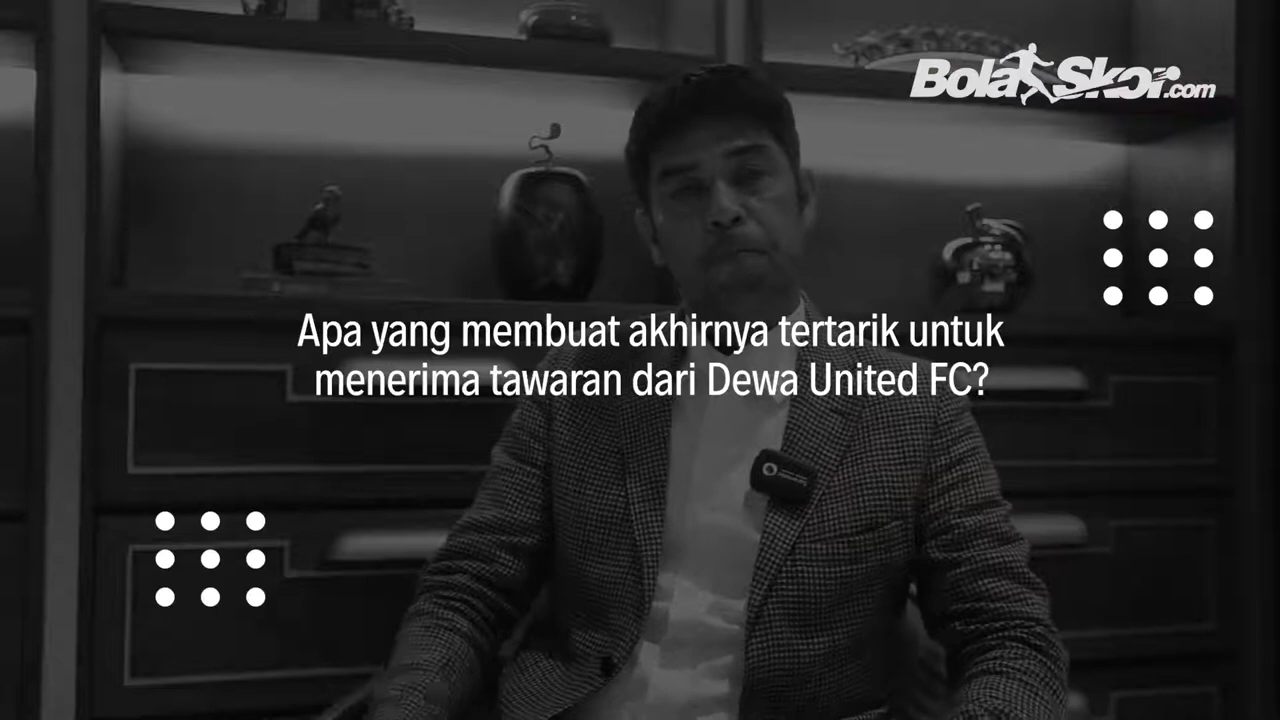 BolaSkor.com
Apa yang membuat akhirnya tertarik untuk
menerima tawaran dari Dewa United FC?